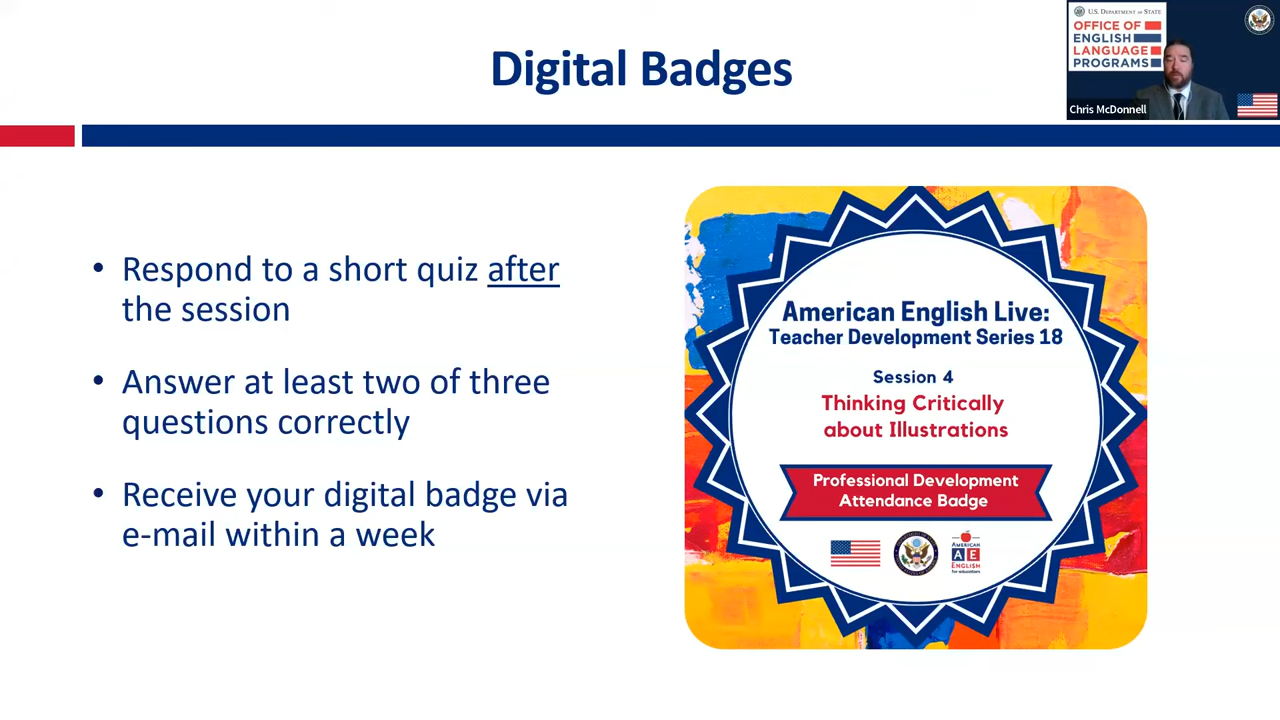 Digital Badges
U.S. DEPARTMENT OF STATE
OFFICE OF
ENGLISH
LANGUAGE
PROGRAMS
Chris McDonnell
• Respond to a short quiz after
the session
• Answer at least two of three
questions correctly
• Receive your digital badge via
e-mail within a week
American English Live:
Teacher Development Series 18
Session 4
Thinking Critically
about Illustrations
Professional Development
Attendance Badge
AMERICAN
AE
ENGLISH
for educators